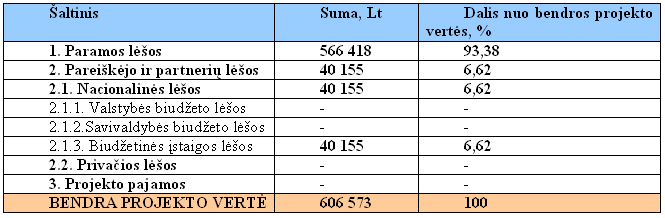 Šaltinis Suma, Lt Dalis nuo bendros projekto
vertės, %
1. Paramos lėšos 566 418 93,38
2. Pareiškėjo ir partnerių lėšos 40 155 6,62
2.1. Nacionalinės lėšos 40 155 6,62
2.1.1. Valstybės biudžeto lėšos - -
2.1.2.Savivaldybės biudžeto lėšos - -
2.1.3. Biudžetinės įstaigos lėšos 40 155 6,62
2.2. Privačios lėšos - -
3. Projekto pajamos - -
BENDRA PROJEKTO VERTĖ 606 573 100